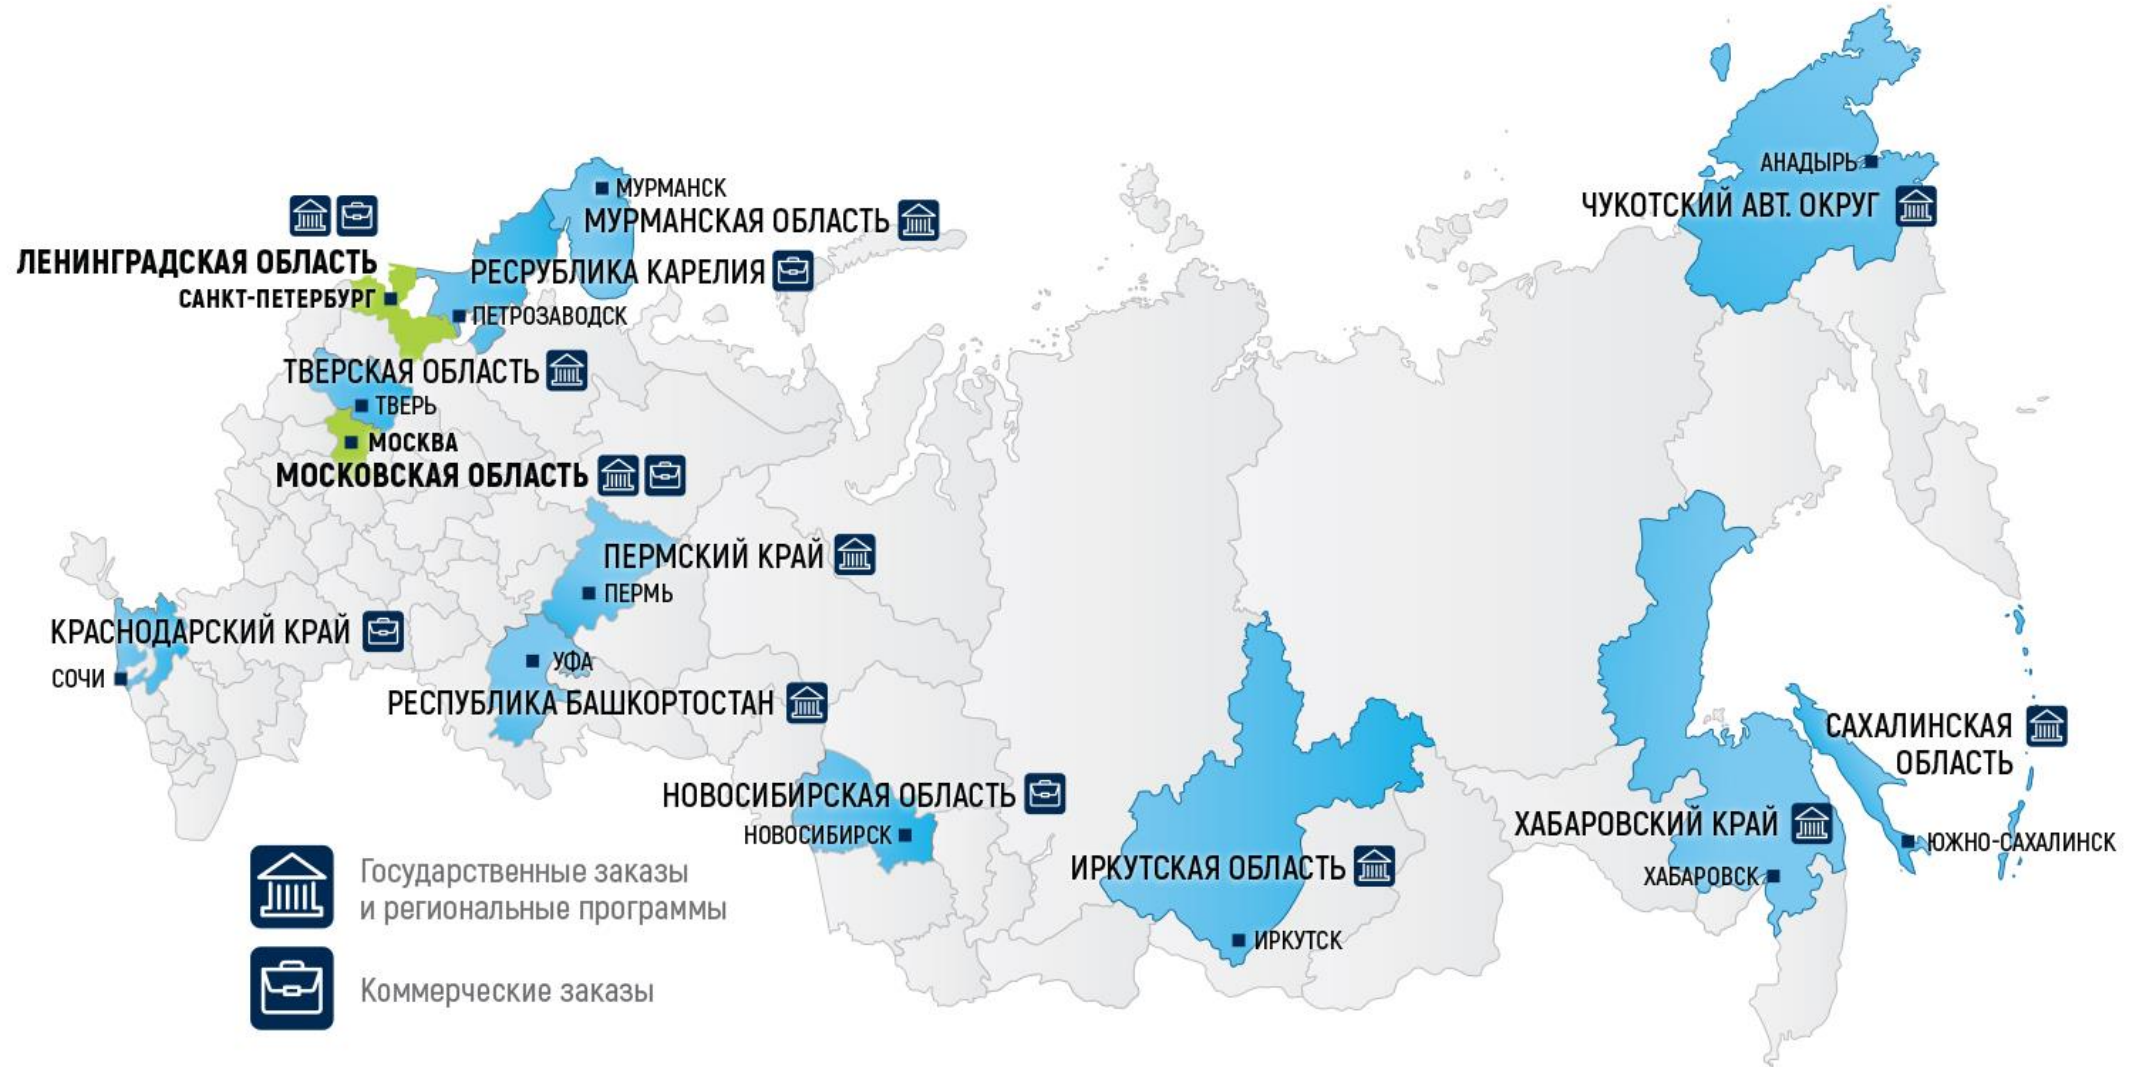 АНАДЫРЬ
ЧУКОТСКИЙ АВТ. ОКРУГ
МУРМАНСК
МУРМАНСКАЯ ОБЛАСТЬ
ЛЕНИНГРАДСКАЯ ОБЛАСТЬ
САНКТ-ПЕТЕРБУРГ
РЕСРУБЛИКА КАРЕЛИЯ
ПЕТРОЗАВОДСК
ТВЕРСКАЯ ОБЛАСТЬ
ТВЕРЬ
МОСКВА
МОСКОВСКАЯ ОБЛАСТЬ
ПЕРМСКИЙ КРАЙ
ПЕРМЬ
КРАСНОДАРСКИЙ КРАЙ
СОЧИ
УФА
РЕСПУБЛИКА БАШКОРТОСТАН
САХАЛИНСКАЯ
ОБЛАСТЬ
НОВОСИБИРСКАЯ ОБЛАСТЬ
НОВОСИБИРСК
ХАБАРОВСКИЙ КРАЙ
ЮЖНО-САХАЛИНСК
ХАБАРОВСК
ИРКУТСКАЯ ОБЛАСТЬ
ИРКУТСК
Государственные заказы
и региональные программы
Коммерческие заказы